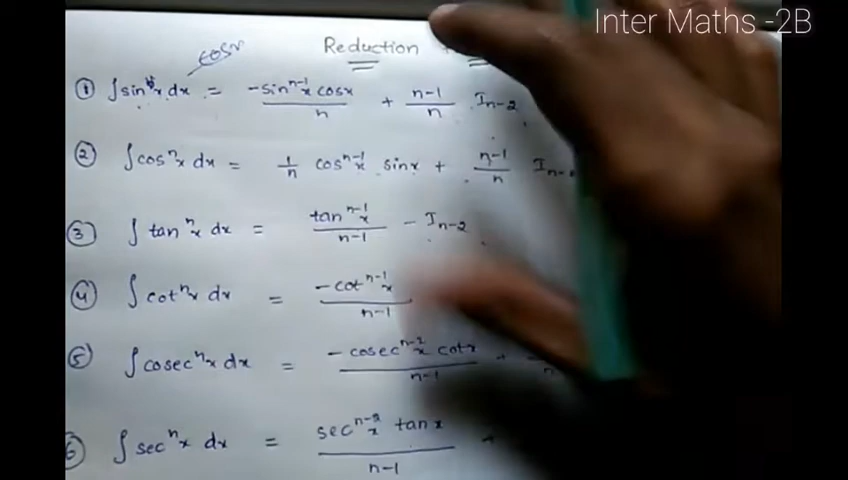 Inter Maths -2B
Reduction
cosx
① ∫sinⁿx dx = -sinⁿ⁻¹x cosx / n + n-1 / n Iₙ₋₂
② ∫cosⁿx dx = 1/n cosⁿ⁻¹x sinx + n-1 / n Iₙ₋
③ ∫tanⁿx dx = tanⁿ⁻¹x / n-1 - Iₙ₋₂
④ ∫cotⁿx dx = -cotⁿ⁻¹x / n-1
⑤ ∫cosecⁿx dx = -cosecⁿ⁻²x cotx / n-1 +
⑥ ∫secⁿx dx = secⁿ⁻²x tanx / n-1 +